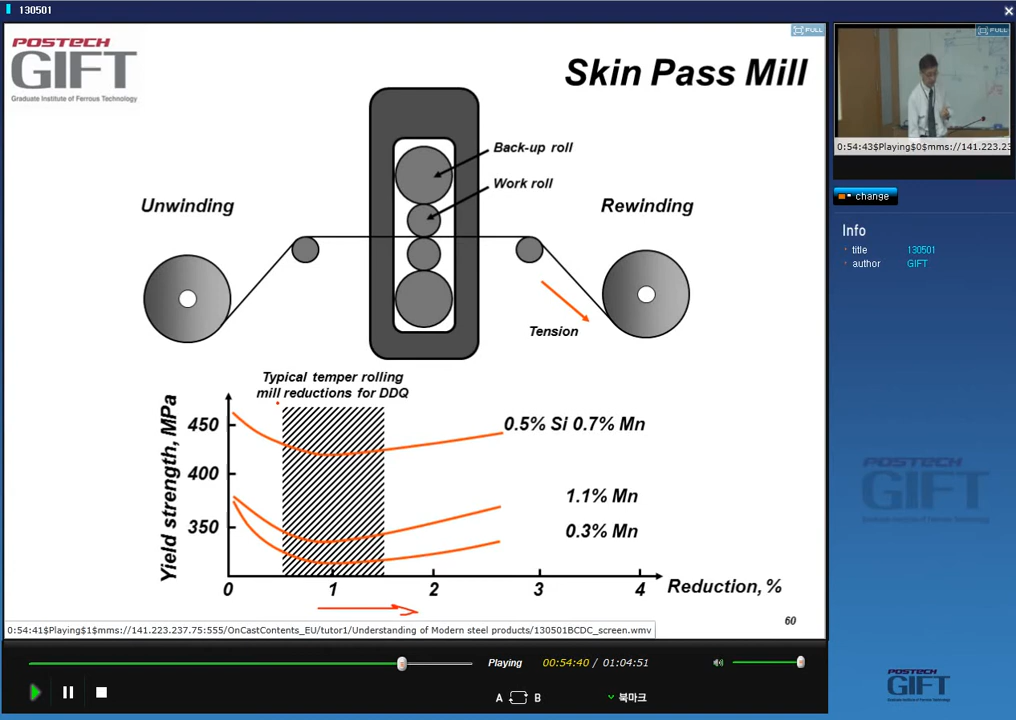 130501
POSTECH
GIFT
Graduate Institute of Ferrous Technology
FULL
Skin Pass Mill
Back-up roll
Work roll
Unwinding
Rewinding
Tension
Typical temper rolling
mill reductions for DDQ
Yield strength, MPa
450
400
350
0.5% Si 0.7% Mn
1.1% Mn
0.3% Mn
0
1
2
3
4
Reduction, %
60
0:54:41$Playing$1$mms://141.223.237.75:555/OnCastContents_EU/tutor1/Understanding of Modern steel products/130501BCDC_screen.wmv
Playing
00:54:40 / 01:04:51
A
B
북마크
FULL
0:54:43$Playing$0$mms://141.223.23
change
Info
title
130501
author
GIFT
POSTECH
GIFT
POSTECH
GIFT